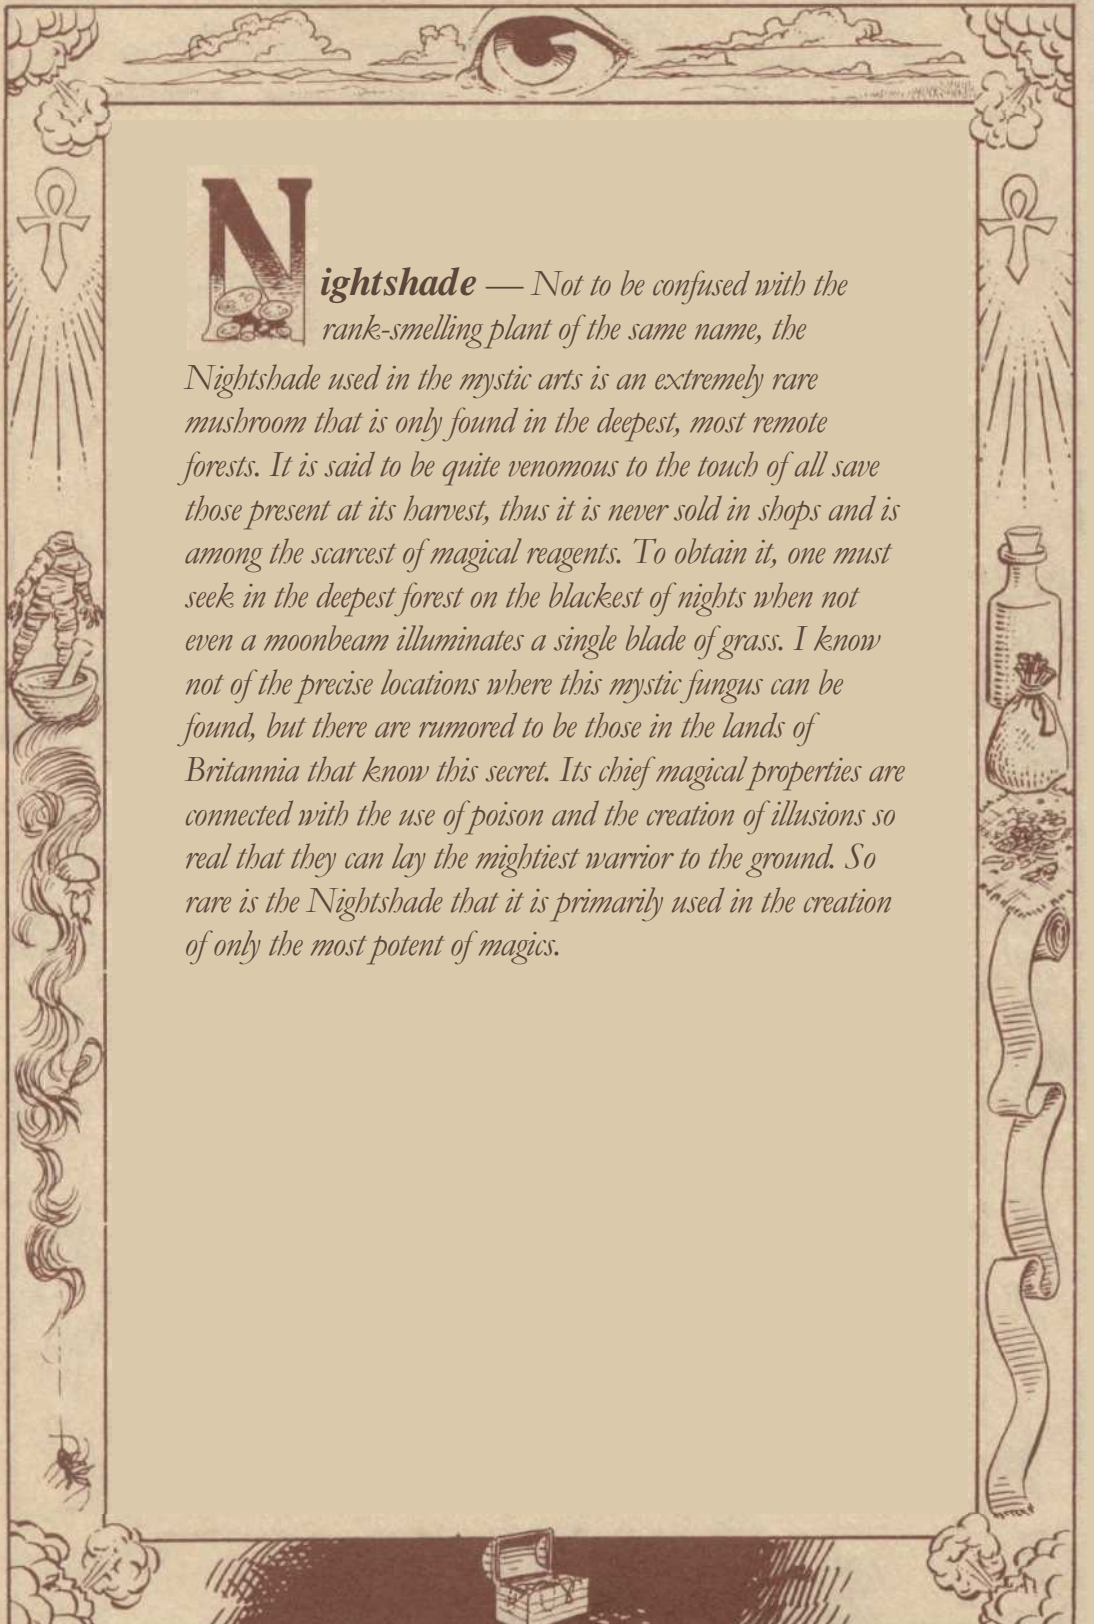 Nightshade — Not to be confused with the
rank-smelling plant of the same name, the
Nightshade used in the mystic arts is an extremely rare
mushroom that is only found in the deepest, most remote
forests. It is said to be quite venomous to the touch of all save
those present at its harvest, thus it is never sold in shops and is
among the scarcest of magical reagents. To obtain it, one must
seek in the deepest forest on the blackest of nights when not
even a moonbeam illuminates a single blade of grass. I know
not of the precise locations where this mystic fungus can be
found, but there are rumored to be those in the lands of
Britannia that know this secret. Its chief magical properties are
connected with the use of poison and the creation of illusions so
real that they can lay the mightiest warrior to the ground. So
rare is the Nightshade that it is primarily used in the creation
of only the most potent of magics.